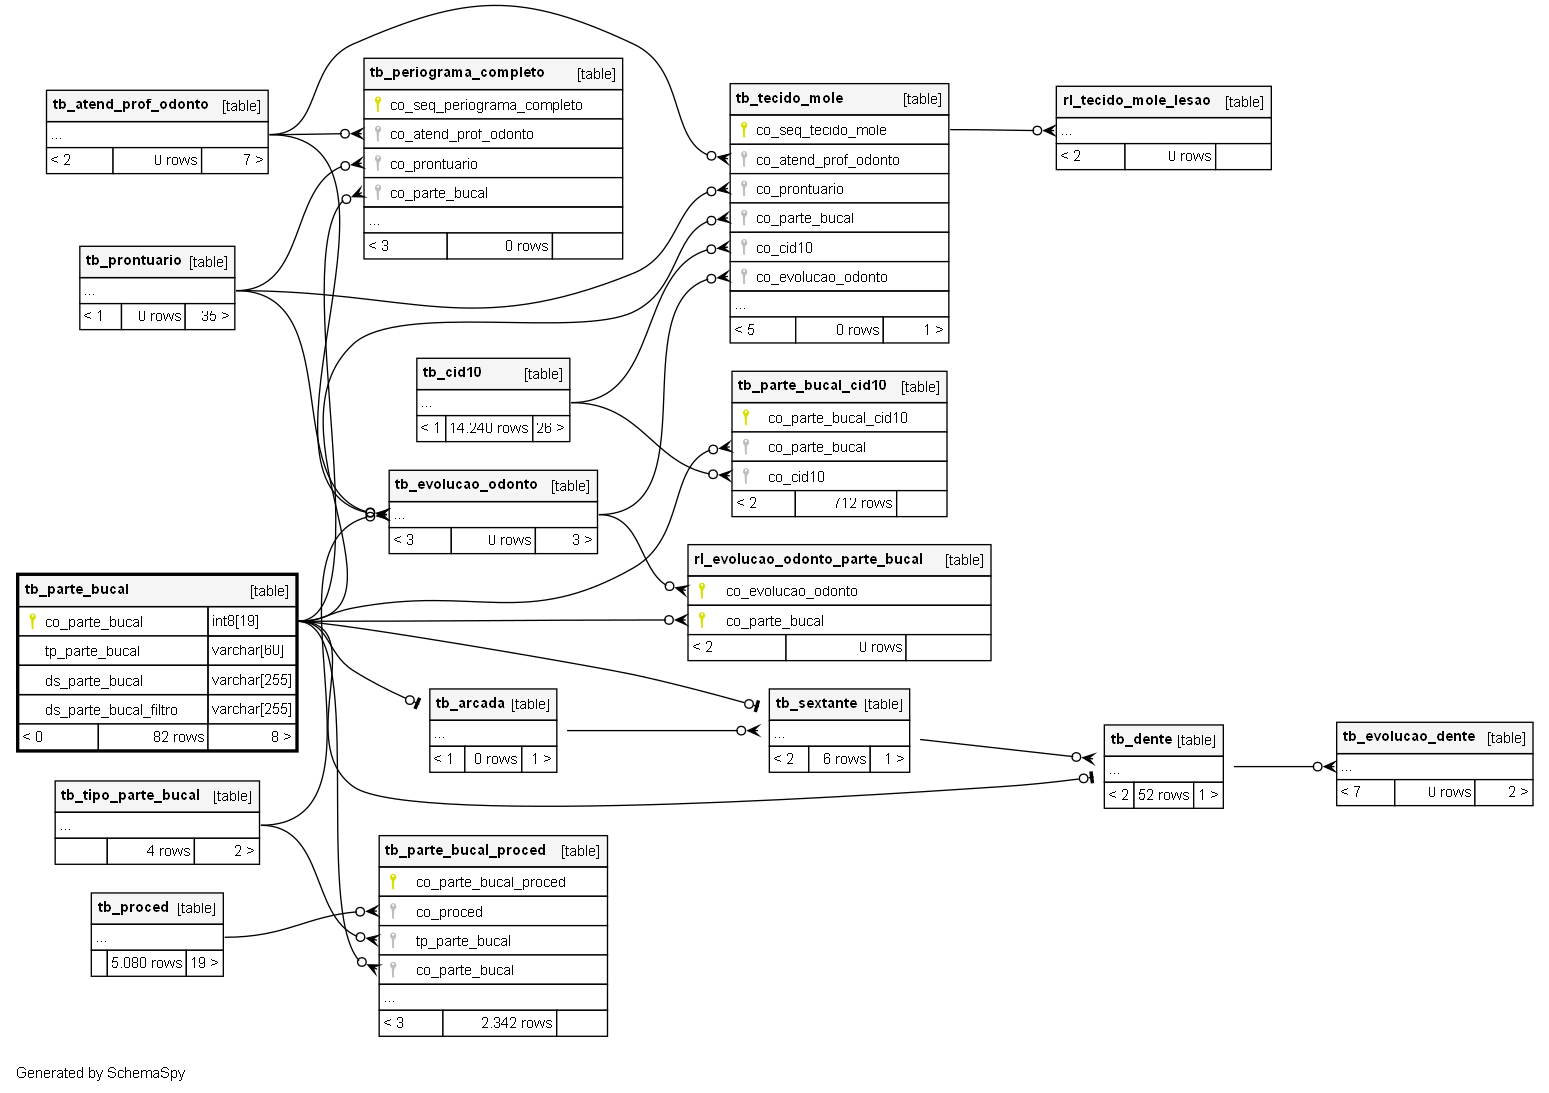 tb_atend_prof_odonto [table]
...
< 2 0 rows 7 >
tb_periograma_completo [table]
co_seq_periograma_completo
co_atend_prof_odonto
co_prontuario
co_parte_bucal
...
< 3 0 rows
tb_tecido_mole [table]
co_seq_tecido_mole
co_atend_prof_odonto
co_prontuario
co_parte_bucal
co_cid10
co_evolucao_odonto
...
< 5 0 rows 1 >
rl_tecido_mole_lesao [table]
...
< 2 0 rows
tb_prontuario [table]
...
< 1 0 rows 35 >
tb_cid10 [table]
...
< 1 14.240 rows 26 >
tb_parte_bucal_cid10 [table]
co_parte_bucal_cid10
co_parte_bucal
co_cid10
< 2 712 rows
tb_evolucao_odonto [table]
...
< 3 0 rows 3 >
rl_evolucao_odonto_parte_bucal [table]
co_evolucao_odonto
co_parte_bucal
< 2 0 rows
tb_parte_bucal [table]
co_parte_bucal int8[19]
tp_parte_bucal varchar[60]
ds_parte_bucal varchar[255]
ds_parte_bucal_filtro varchar[255]
< 0 82 rows 8 >
tb_arcada [table]
...
< 1 0 rows 1 >
tb_sextante [table]
...
< 2 6 rows 1 >
tb_dente [table]
...
< 2 52 rows 1 >
tb_evolucao_dente [table]
...
< 7 0 rows 2 >
tb_tipo_parte_bucal [table]
...
4 rows 2 >
tb_proced [table]
...
5.080 rows 19 >
tb_parte_bucal_proced [table]
co_parte_bucal_proced
co_proced
tp_parte_bucal
co_parte_bucal
...
< 3 2.342 rows
Generated by SchemaSpy